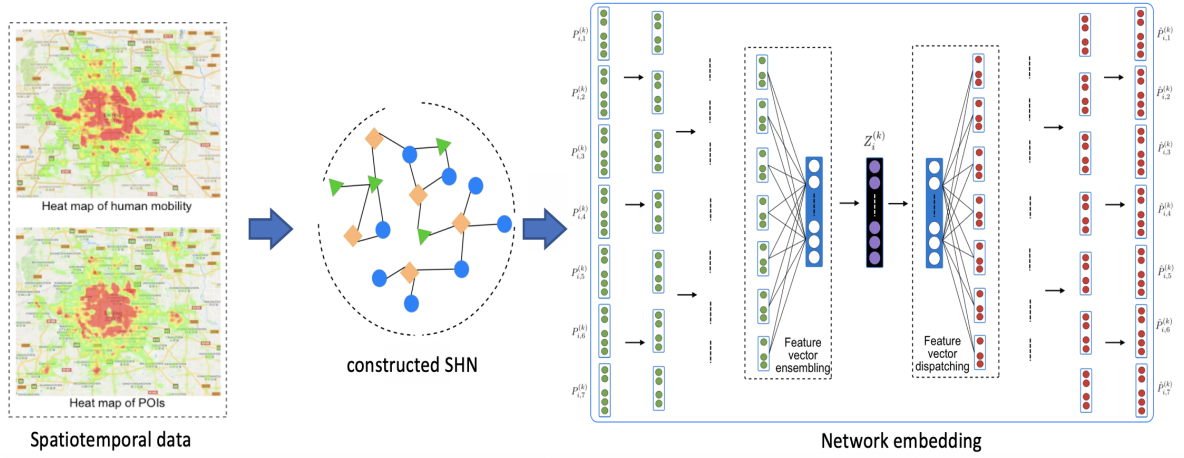 Heat map of human mobility
Heat map of POIs
Spatiotemporal data
constructed SHN
P_{i,1}^{(k)}
P_{i,2}^{(k)}
P_{i,3}^{(k)}
P_{i,4}^{(k)}
P_{i,5}^{(k)}
P_{i,6}^{(k)}
P_{i,7}^{(k)}
Feature
vector
ensembling
Z_i^{(k)}
Feature
vector
dispatching
P̂_{i,1}^{(k)}
P̂_{i,2}^{(k)}
P̂_{i,3}^{(k)}
P̂_{i,4}^{(k)}
P̂_{i,5}^{(k)}
P̂_{i,6}^{(k)}
P̂_{i,7}^{(k)}
Network embedding